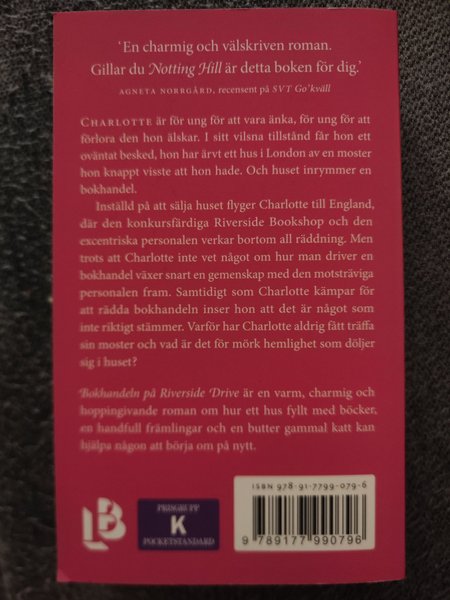 'En charmig och välskriven roman.
Gillar du Notting Hill är detta boken för dig.'
AGNETA NORRGÅRD, recensent på SVT Go'kväll
CHARLOTTE är för ung för att vara änka, för ung för att
förlora den hon älskar. I sitt vilsna tillstånd får hon ett
oväntat besked, hon har ärvt ett hus i London av en moster
hon knappt visste att hon hade. Och huset inrymmer en
bokhandel.
Inställd på att sälja huset flyger Charlotte till England,
där den konkursfärdiga Riverside Bookshop och den
excentriska personalen verkar bortom all räddning. Men
trots att Charlotte inte vet något om hur man driver en
bokhandel växer snart en gemenskap med den motsträviga
personalen fram. Samtidigt som Charlotte kämpar för
att rädda bokhandeln inser hon att det är något som
inte riktigt stämmer. Varför har Charlotte aldrig fått träffa
sin moster och vad är det för mörk hemlighet som döljer
sig i huset?
Bokhandeln på Riverside Drive är en varm, charmig och
hoppingivande roman om hur ett hus fyllt med böcker,
en handfull främlingar och en butter gammal katt kan
hjälpa någon att börja om på nytt.
LB
PRISGRUPP
K
POCKETSTANDARD
ISBN 978-91-7799-079-6
9 789177 990796